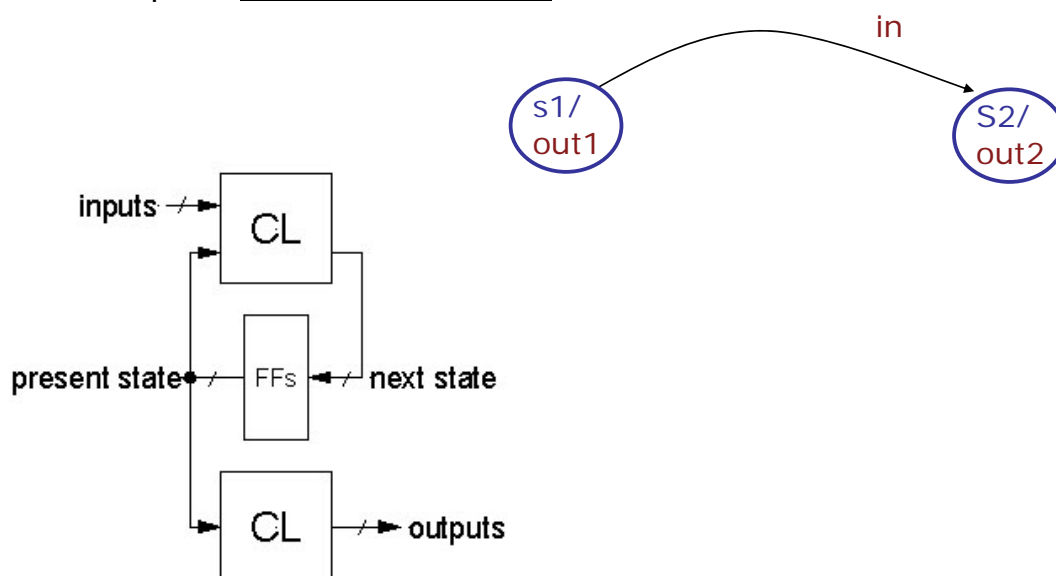 in
s1/
out1
S2/
out2
inputs
CL
present state
FFs
next state
CL
outputs